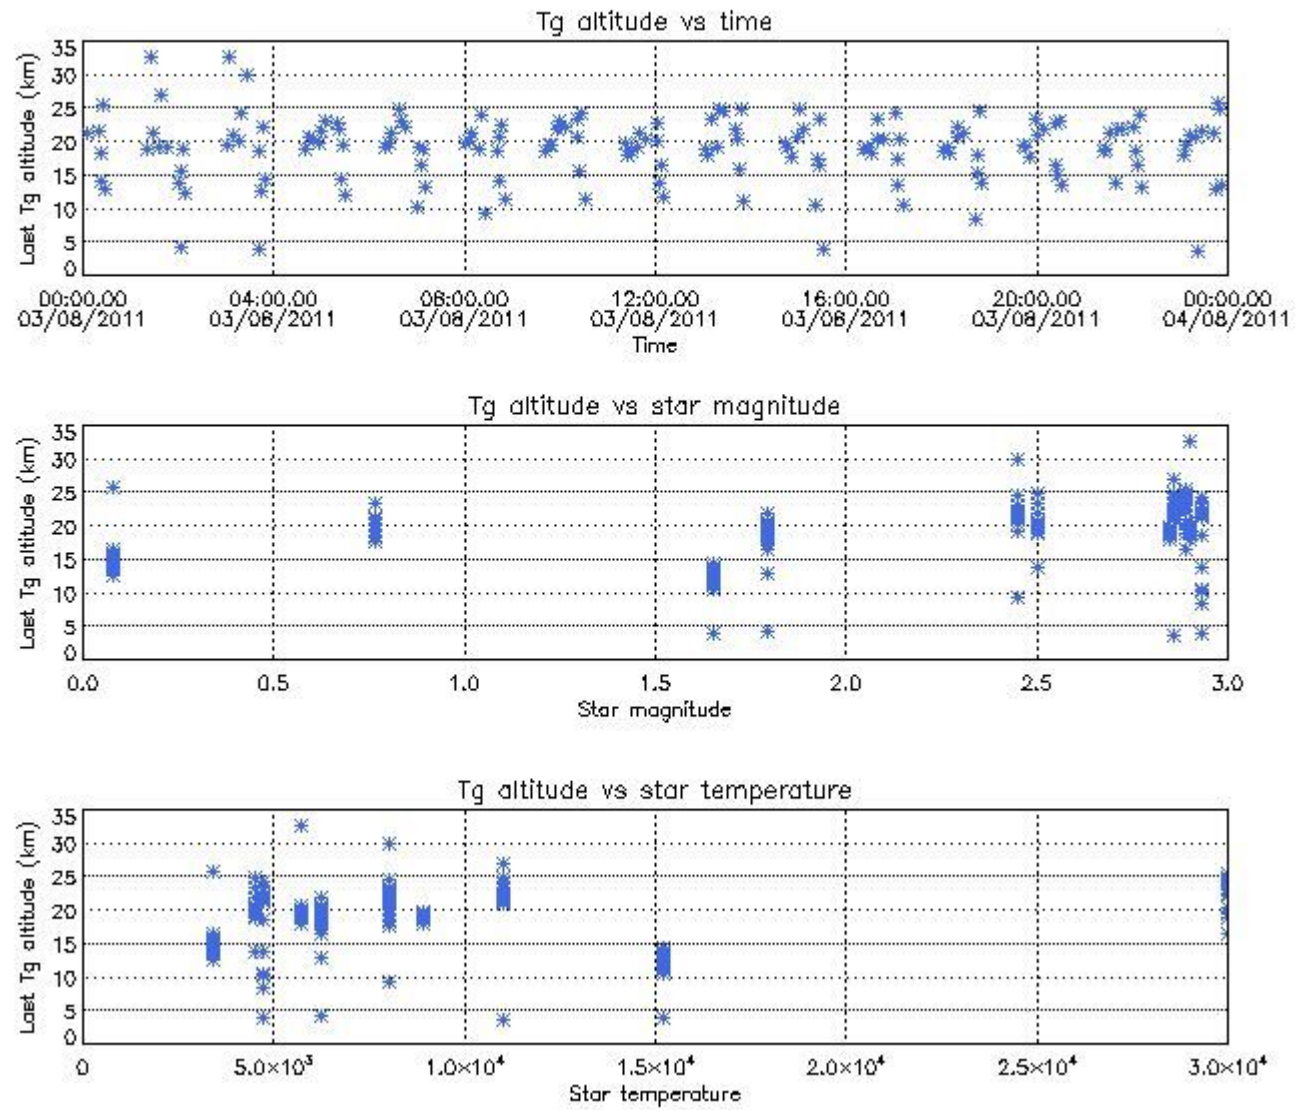 Tg altitude vs time
Last Tg altitude (km)
35
30
25
20
15
10
5
0
00:00.00 04:00.00 08:00.00 12:00.00 16:00.00 20:00.00 00:00.00
03/08/2011 03/08/2011 03/08/2011 03/08/2011 03/08/2011 03/08/2011 04/08/2011
Time
Tg altitude vs star magnitude
Last Tg altitude (km)
35
30
25
20
15
10
5
0
0.0 0.5 1.0 1.5 2.0 2.5 3.0
Star magnitude
Tg altitude vs star temperature
Last Tg altitude (km)
35
30
25
20
15
10
5
0
0 5.0×10³ 1.0×10⁴ 1.5×10⁴ 2.0×10⁴ 2.5×10⁴ 3.0×10⁴
Star temperature